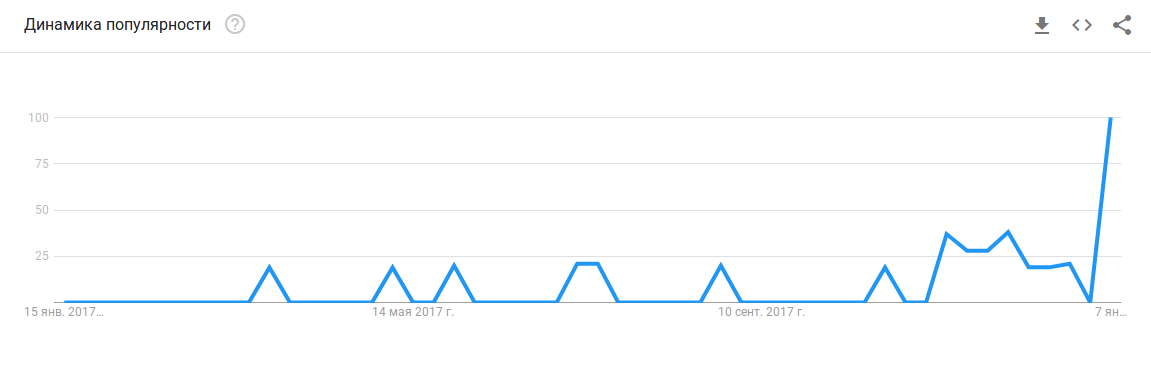 Динамика популярности ?
100
75
50
25
15 янв. 2017…
14 мая 2017 г.
10 сент. 2017 г.
7 ян…